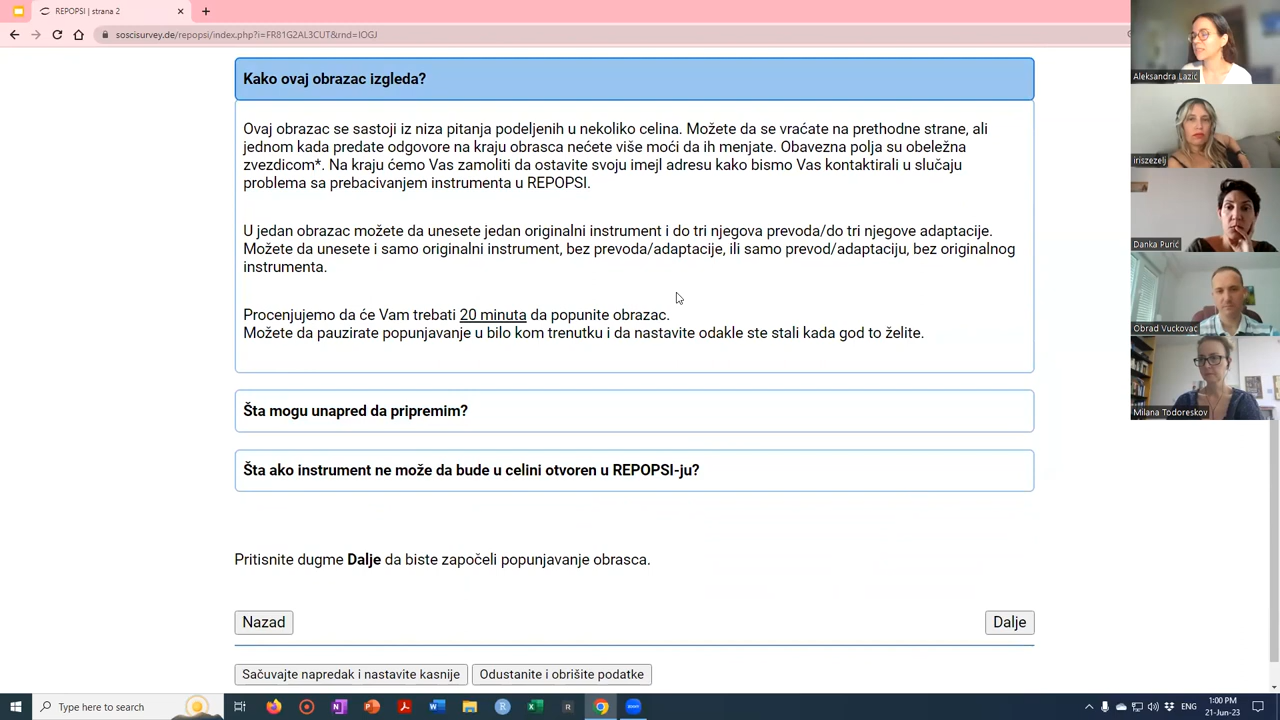 REPOPSI | strana 2
soscisurvey.de/repopsi/index.php?i=FR81G2AL3CUT&rnd=IOGJ
Kako ovaj obrazac izgleda?
Ovaj obrazac se sastoji iz niza pitanja podeljenih u nekoliko celina. Možete da se vraćate na prethodne strane, ali
jednom kada predate odgovore na kraju obrasca nećete više moći da ih menjate. Obavezna polja su obeležna
zvezdicom*. Na kraju ćemo Vas zamoliti da ostavite svoju imejl adresu kako bismo Vas kontaktirali u slučaju
problema sa prebacivanjem instrumenta u REPOPSI.
U jedan obrazac možete da unesete jedan originalni instrument i do tri njegova prevoda/do tri njegove adaptacije.
Možete da unesete i samo originalni instrument, bez prevoda/adaptacije, ili samo prevod/adaptaciju, bez originalnog
instrumenta.
Procenjujemo da će Vam trebati 20 minuta da popunite obrazac.
Možete da pauzirate popunjavanje u bilo kom trenutku i da nastavite odakle ste stali kada god to želite.
Šta mogu unapred da pripremim?
Šta ako instrument ne može da bude u celini otvoren u REPOPSI-ju?
Pritisnite dugme Dalje da biste započeli popunjavanje obrasca.
Nazad
Dalje
Sačuvajte napredak i nastavite kasnije
Odustanite i obrišite podatke
Aleksandra Lazić
iriszezelj
Danka Purić
Obrad Vuckovac
Milana Todoreskov
Type here to search
ENG
1:00 PM
21-Jun-23